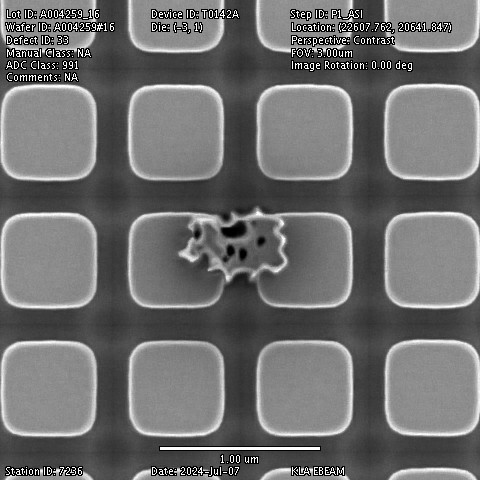 Lot ID: A004259_16 Device ID: T0142A Step ID: P1_ASI
Wafer ID: A004259#16 Die: (-3, 1) Location: (22607.762, 20641.847)
Defect ID: 33 Perspective: Contrast
Manual Class: NA FOV: 3.00um
ADC Class: 991 Image Rotation: 0.00 deg
Comments: NA
1.00 um
Station ID: 7236 Date: 2024-Jul-07 KLA EBEAM